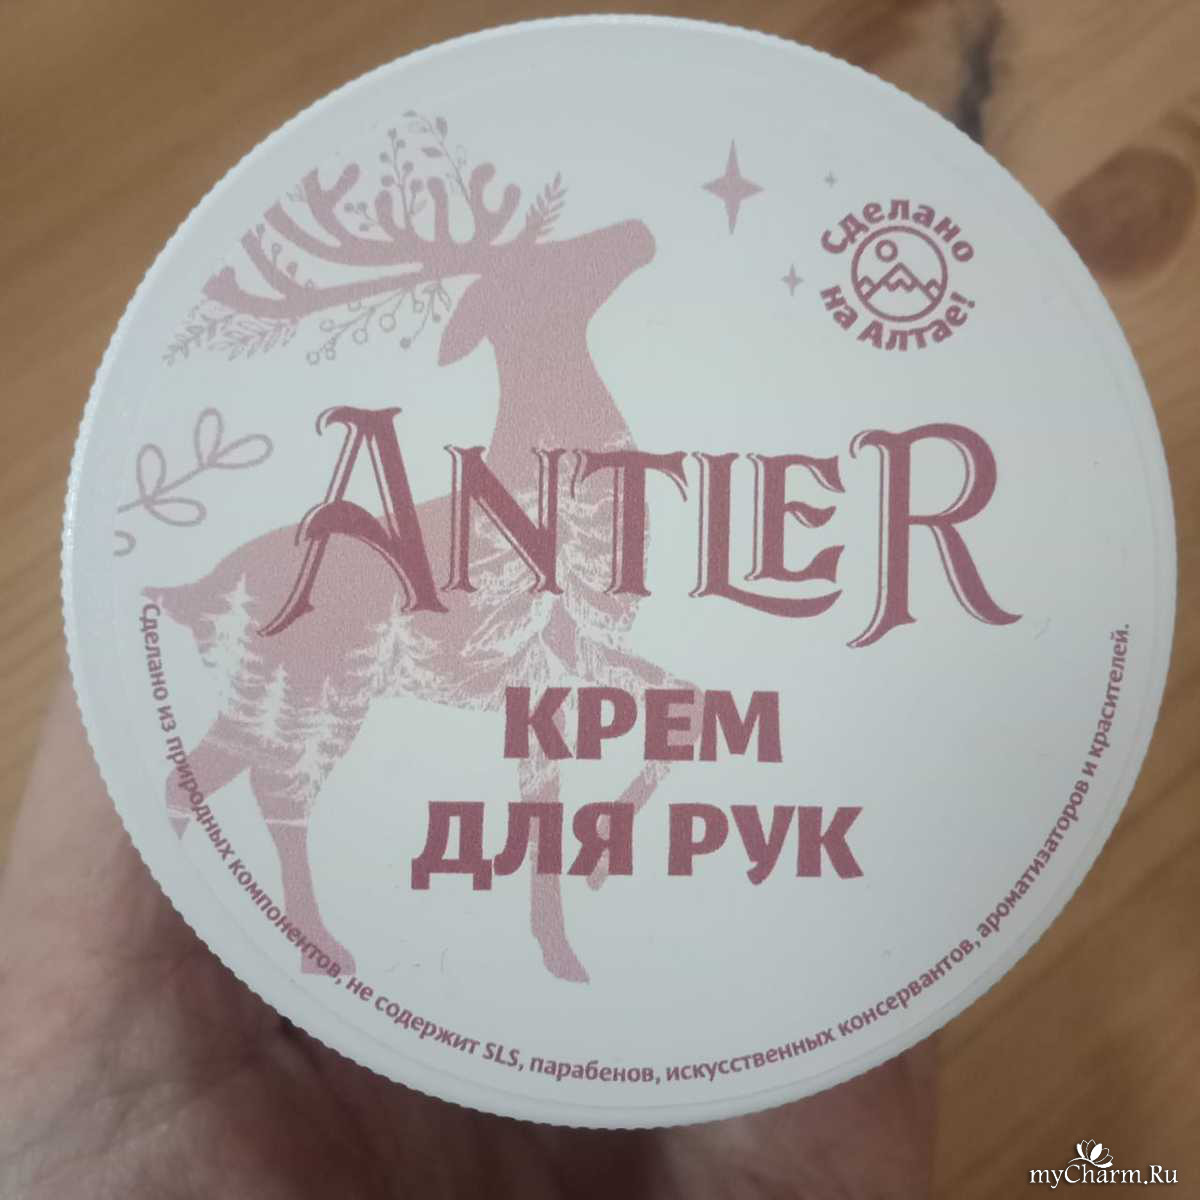 Сделано
на Алтае!
ANTLER
КРЕМ
ДЛЯ РУК
Сделано из природных компонентов, не содержит SLS, парабенов, искусственных консервантов, ароматизаторов и красителей.
myCharm.Ru